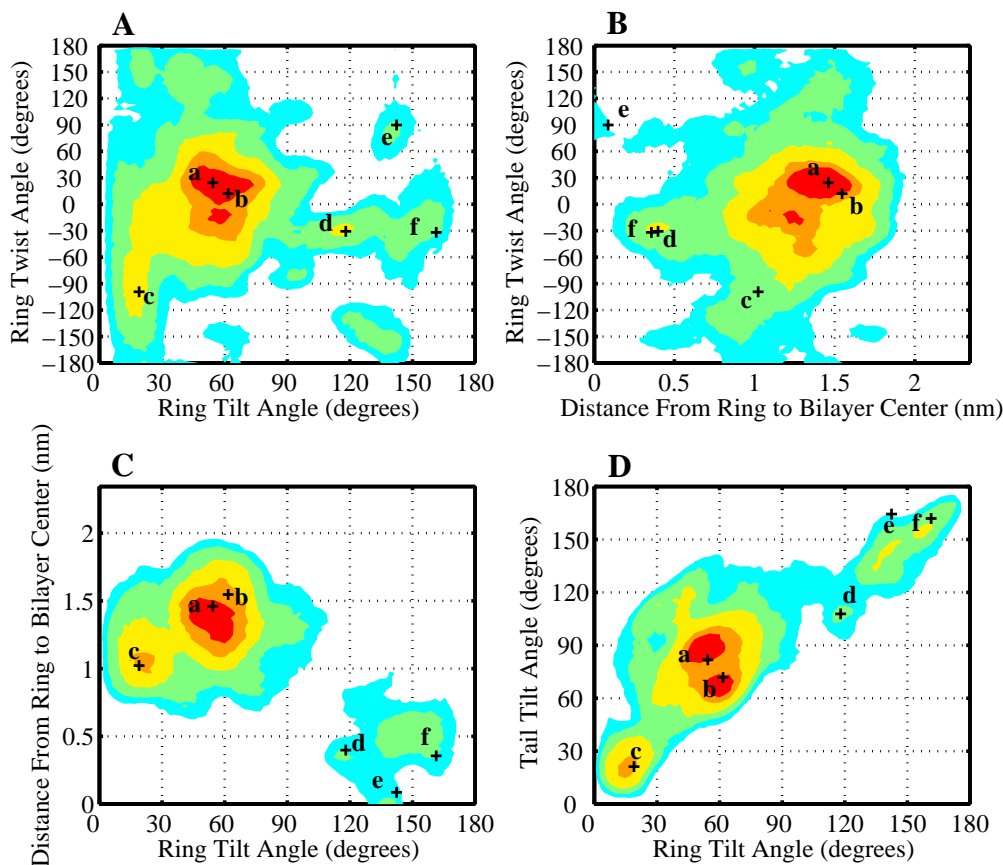 A
Ring Twist Angle (degrees)
180
150
120
90
60
30
0
−30
−60
−90
−120
−150
−180
a
b
c
d
e
f
0 30 60 90 120 150 180
Ring Tilt Angle (degrees)
B
Ring Twist Angle (degrees)
180
150
120
90
60
30
0
−30
−60
−90
−120
−150
−180
e
a
b
f
d
c
0 0.5 1 1.5 2
Distance From Ring to Bilayer Center (nm)
C
Distance From Ring to Bilayer Center (nm)
2
1.5
1
0.5
0
a
b
c
d
f
e
0 30 60 90 120 150 180
Ring Tilt Angle (degrees)
D
Tail Tilt Angle (degrees)
180
150
120
90
60
30
0
e
f
d
a
b
c
0 30 60 90 120 150 180
Ring Tilt Angle (degrees)